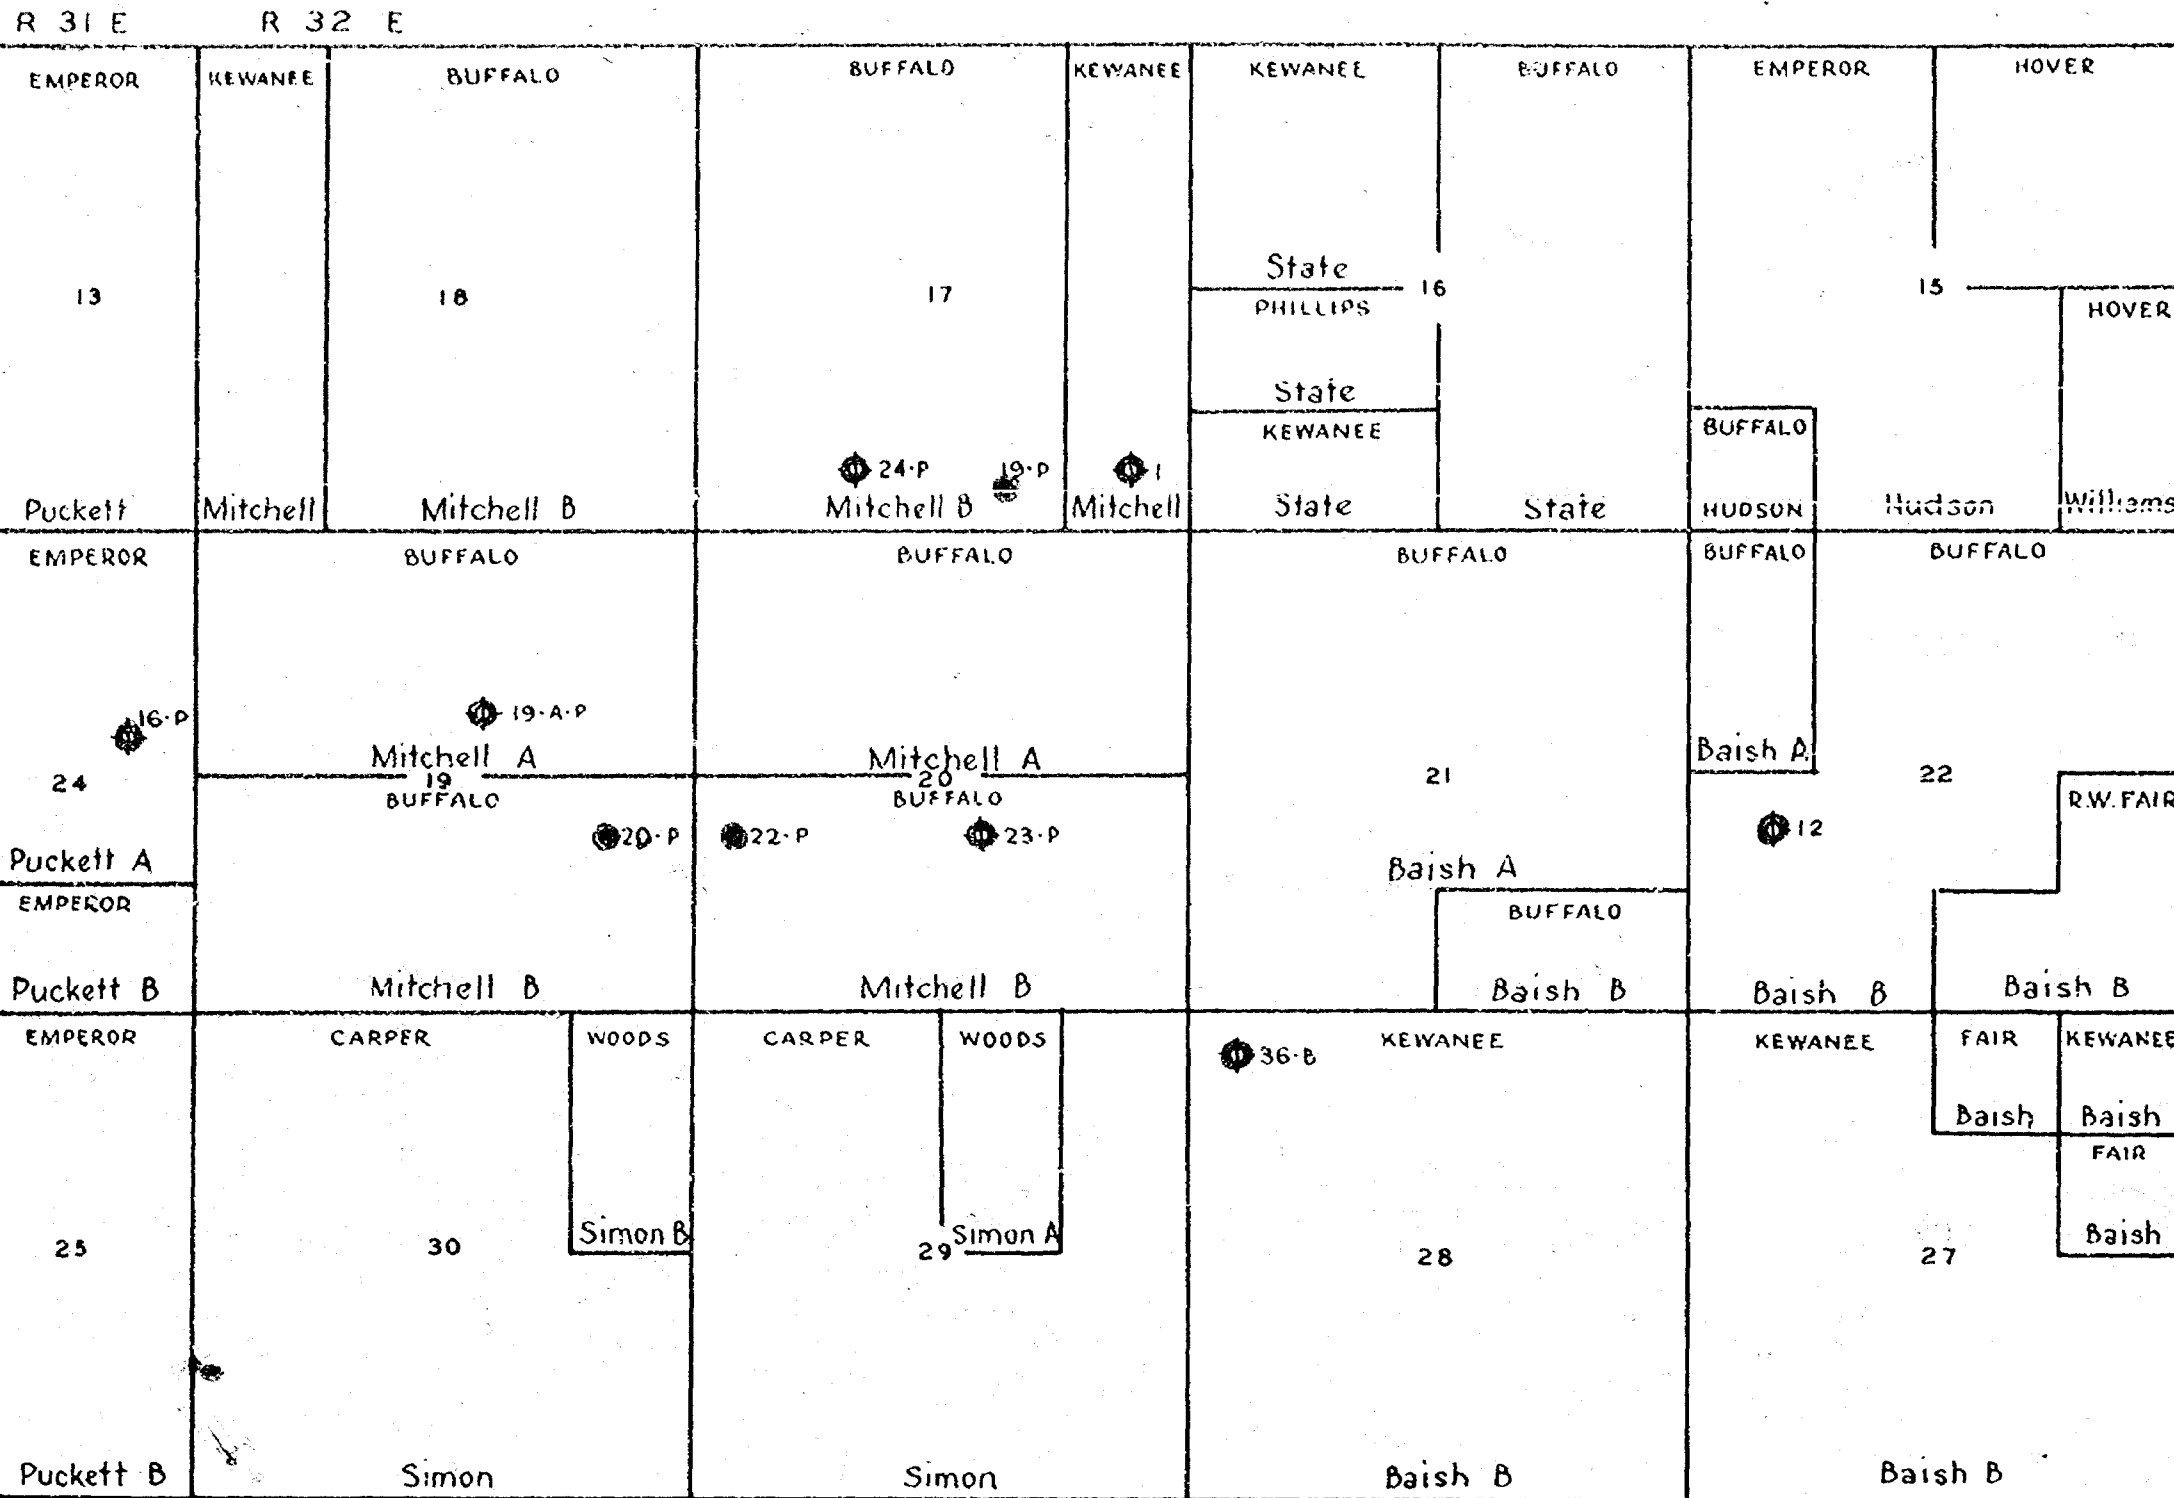 R 31 E R 32 E
EMPEROR KEWANEE BUFFALO BUFFALO KEWANEE KEWANEE BUFFALO EMPEROR HOVER
State
13 18 17 16 15
PHILLIPS HOVER
State
KEWANEE BUFFALO
24-P 19-P 1
Puckett Mitchell Mitchell B Mitchell B Mitchell State State HUDSON Hudson Williams
EMPEROR BUFFALO BUFFALO BUFFALO BUFFALO BUFFALO
16-P 19-A-P
Mitchell A Mitchell A Baish A
24 19 20 21 22
BUFFALO BUFFALO R.W. FAIR
20-P 22-P 23-P 12
Puckett A Baish A
EMPEROR BUFFALO
Puckett B Mitchell B Mitchell B Baish B Baish B Baish B
EMPEROR CARPER WOODS CARPER WOODS KEWANEE KEWANEE FAIR KEWANEE
36-B
Baish Baish
FAIR
Simon B Simon A Baish
25 30 29 28 27
Puckett B Simon Simon Baish B Baish B